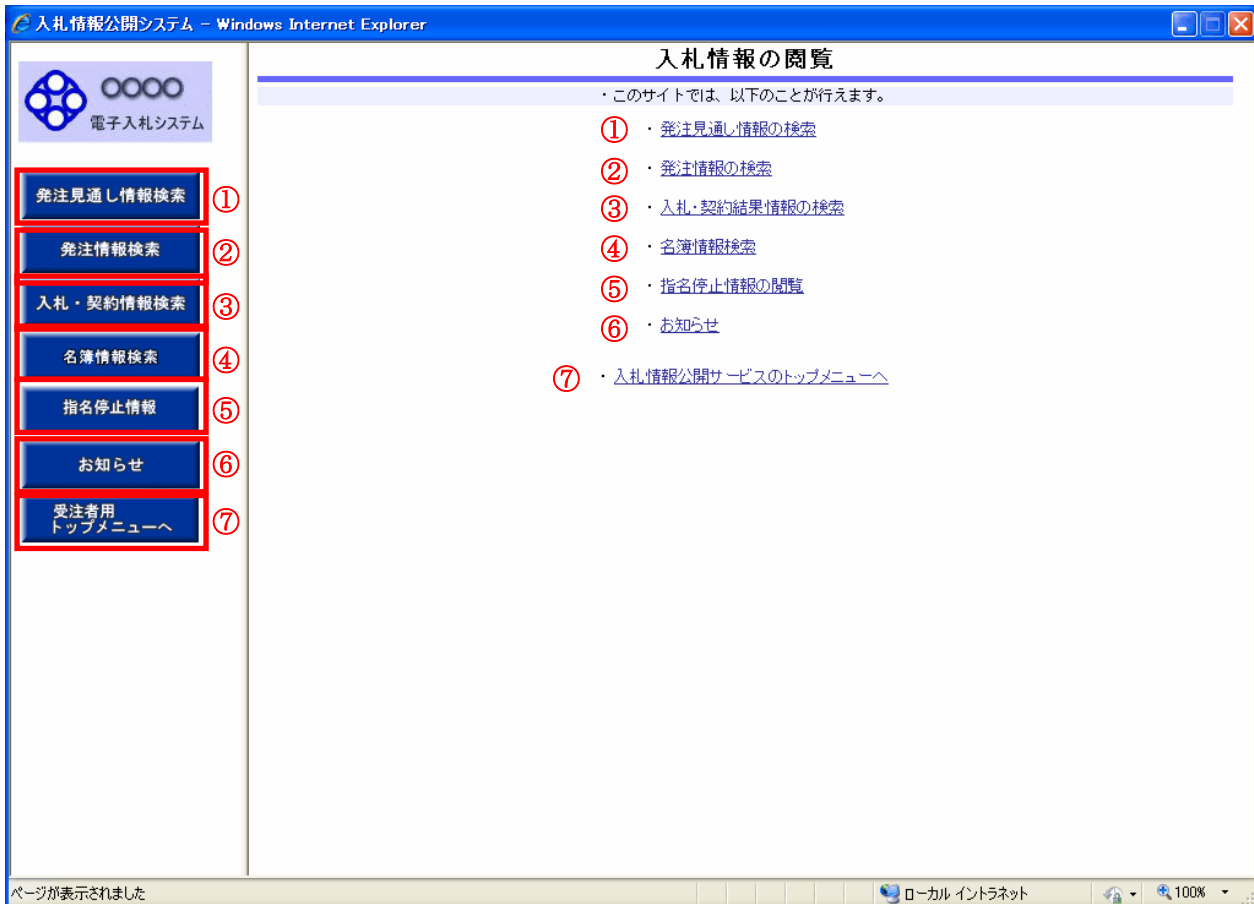 入札情報公開システム - Windows Internet Explorer
○○○○
電子入札システム
発注見通し情報検索 ①
発注情報検索 ②
入札・契約情報検索 ③
名簿情報検索 ④
指名停止情報 ⑤
お知らせ ⑥
受注者用
トップメニューへ ⑦
入札情報の閲覧
・このサイトでは、以下のことが行えます。
① ・発注見通し情報の検索
② ・発注情報の検索
③ ・入札・契約結果情報の検索
④ ・名簿情報検索
⑤ ・指名停止情報の閲覧
⑥ ・お知らせ
⑦ ・入札情報公開サービスのトップメニューへ
ページが表示されました
ローカル イントラネット
100%